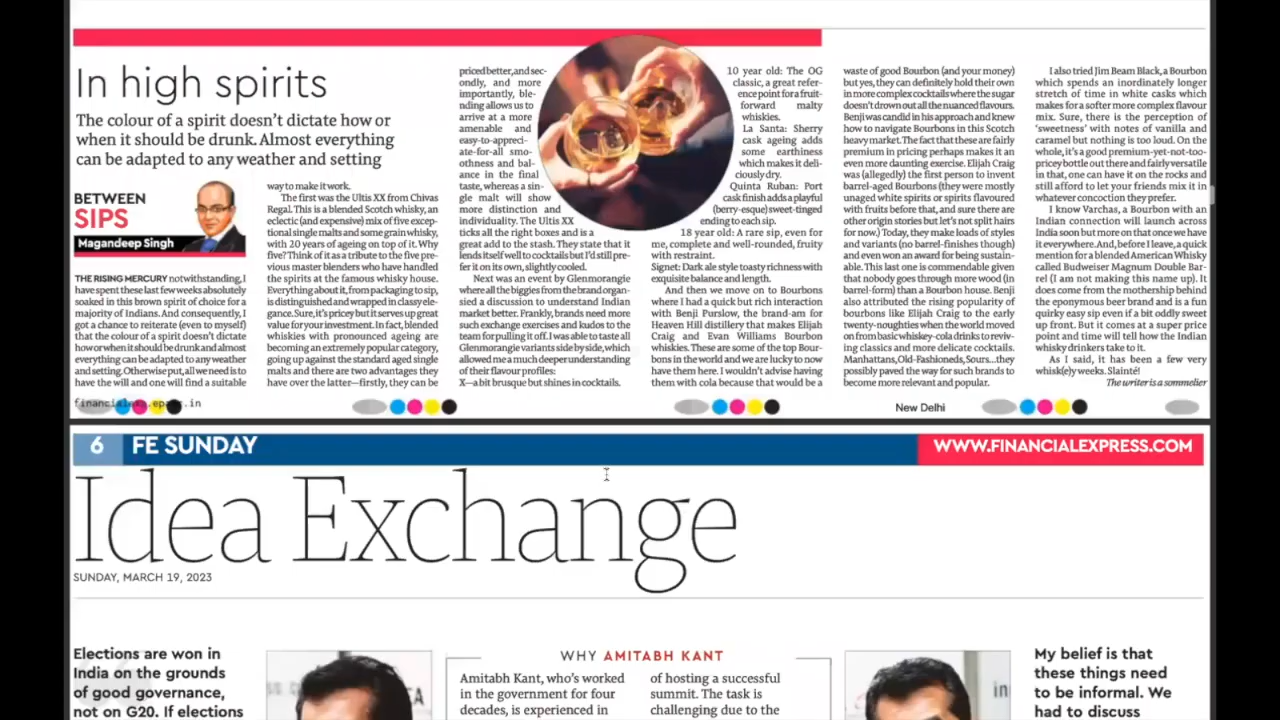 In high spirits
The colour of a spirit doesn't dictate how or
when it should be drunk. Almost everything
can be adapted to any weather and setting
BETWEEN
SIPS
Magandeep Singh
THE RISING MERCURY notwithstanding, I
have spent these last few weeks absolutely
soaked in this brown spirit of choice for a
majority of Indians. And consequently, I
got a chance to reiterate (even to myself)
that the colour of a spirit doesn't dictate
how or when it should be drunk and almost
everything can be adapted to any weather
and setting. Otherwise put, all we need is to
have the will and one will find a suitable
way to make it work.
The first was the Ultis XX from Chivas
Regal. This is a blended Scotch whisky, an
eclectic (and expensive) mix of five excep-
tional single malts and some grain whisky,
with 20 years of ageing on top of it. Why
five? Think of it as a tribute to the five pre-
vious master blenders who have handled
the spirits at the famous whisky house.
Everything about it, from packaging to sip,
is distinguished and wrapped in classy ele-
gance. Sure, it's pricey but it serves up great
value for your investment. In fact, blended
whiskies with pronounced ageing are
becoming an extremely popular category,
going up against the standard aged single
malts and there are two advantages they
have over the latter—firstly, they can be
priced better, and sec-
ondly, and more
importantly, ble-
nding allows us to
arrive at a more
amenable and
easy-to-appreci-
ate-for-all smo-
othness and bal-
ance in the final
taste, whereas a sin-
gle malt will show
more distinction and
individuality. The Ultis XX
ticks all the right boxes and is a
great add to the stash. They state that it
lends itself well to cocktails but I'd still pre-
fer it on its own, slightly cooled.
Next was an event by Glenmorangie
where all the biggies from the brand organ-
sied a discussion to understand Indian
market better. Frankly, brands need more
such exchange exercises and kudos to the
team for pulling it off. I was able to taste all
Glenmorangie variants side by side, which
allowed me a much deeper understanding
of their flavour profiles:
X—a bit brusque but shines in cocktails.
10 year old: The OG
classic, a great refer-
ence point for a fruit-
forward malty
whiskies.
La Santa: Sherry
cask ageing adds
some earthiness
which makes it deli-
ciously dry.
Quinta Ruban: Port
cask finish adds a playful
(berry-esque) sweet-tinged
ending to each sip.
18 year old: A rare sip, even for
me, complete and well-rounded, fruity
with restraint.
Signet: Dark ale style toasty richness with
exquisite balance and length.
And then we move on to Bourbons
where I had a quick but rich interaction
with Benji Purslow, the brand-am for
Heaven Hill distillery that makes Elijah
Craig and Evan Williams Bourbon
whiskies. These are some of the top Bour-
bons in the world and we are lucky to now
have them here. I wouldn't advise having
them with cola because that would be a
waste of good Bourbon (and your money)
but yes, they can definitely hold their own
in more complex cocktails where the sugar
doesn't drown out all the nuanced flavours.
Benji was candid in his approach and knew
how to navigate Bourbons in this Scotch
heavy market. The fact that these are fairly
premium in pricing perhaps makes it an
even more daunting exercise. Elijah Craig
was (allegedly) the first person to invent
barrel-aged Bourbons (they were mostly
unaged white spirits or spirits flavoured
with fruits before that, and sure there are
other origin stories but let's not split hairs
for now.) Today, they make loads of styles
and variants (no barrel-finishes though)
and even won an award for being sustain-
able. This last one is commendable given
that nobody goes through more wood (in
barrel-form) than a Bourbon house. Benji
also attributed the rising popularity of
bourbons like Elijah Craig to the early
twenty-noughties when the world moved
on from basic whiskey-cola drinks to reviv-
ing classics and more delicate cocktails.
Manhattans, Old-Fashioneds, Sours...they
possibly paved the way for such brands to
become more relevant and popular.
I also tried Jim Beam Black, a Bourbon
which spends an inordinately longer
stretch of time in white casks which
makes for a softer more complex flavour
mix. Sure, there is the perception of
'sweetness' with notes of vanilla and
caramel but nothing is too loud. On the
whole, it's a good premium-yet-not-too-
pricey bottle out there and fairly versatile
in that, one can have it on the rocks and
still afford to let your friends mix it in
whatever concoction they prefer.
I know Varchas, a Bourbon with an
Indian connection will launch across
India soon but more on that once we have
it everywhere. And, before I leave, a quick
mention for a blended American Whisky
called Budweiser Magnum Double Bar-
rel (I am not making this name up). It
does come from the mothership behind
the eponymous beer brand and is a fun
quirky easy sip even if a bit oddly sweet
up front. But it comes at a super price
point and time will tell how the Indian
whisky drinkers take to it.
As I said, it has been a few very
whisk(e)y weeks. Slainté!
The writer is a sommelier
New Delhi
6 FE SUNDAY
WWW.FINANCIALEXPRESS.COM
Idea Exchange
SUNDAY, MARCH 19, 2023
Elections are won in
India on the grounds
of good governance,
not on G20. If elections
WHY AMITABH KANT
Amitabh Kant, who's worked
in the government for four
decades, is experienced in
of hosting a successful
summit. The task is
challenging due to the
My belief is that
these things need
to be informal. We
had to discuss